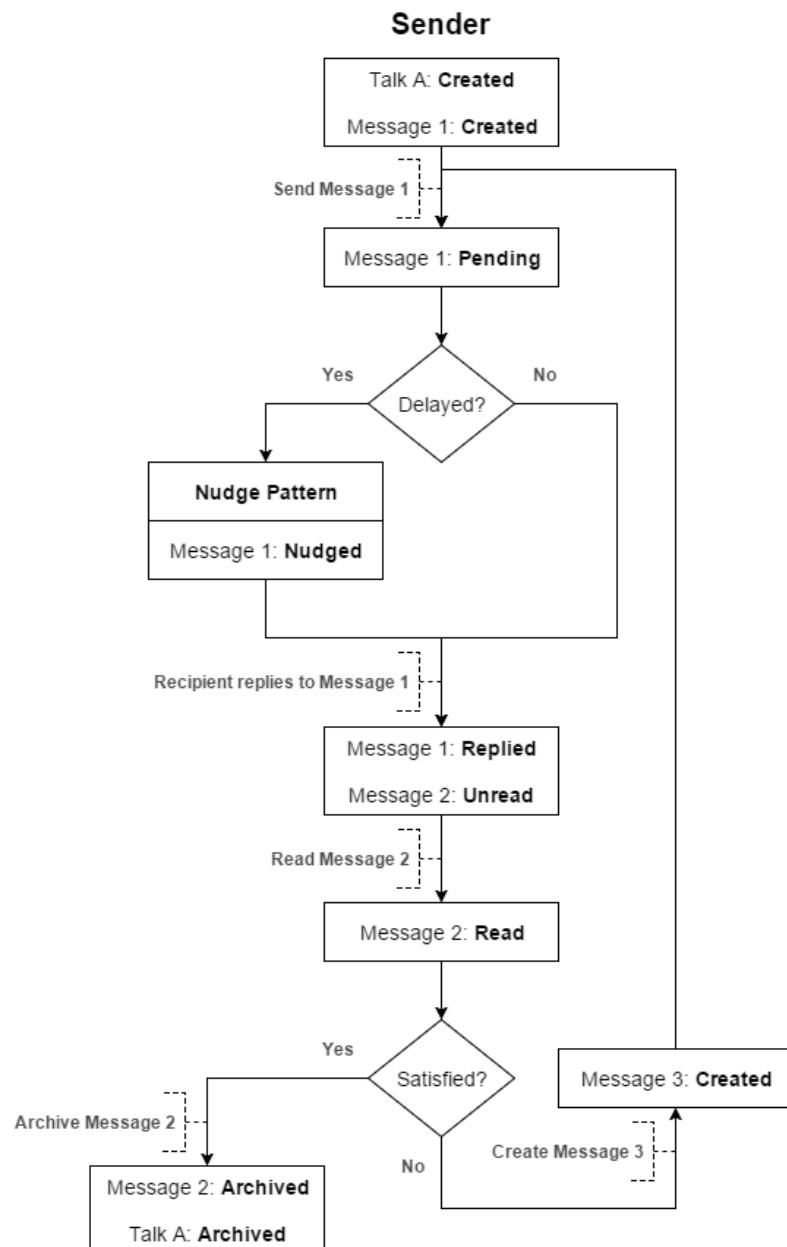 Sender
Talk A: Created
Message 1: Created
Send Message 1
Message 1: Pending
Delayed?
Yes
No
Nudge Pattern
Message 1: Nudged
Recipient replies to Message 1
Message 1: Replied
Message 2: Unread
Read Message 2
Message 2: Read
Satisfied?
Yes
No
Archive Message 2
Message 2: Archived
Talk A: Archived
Create Message 3
Message 3: Created